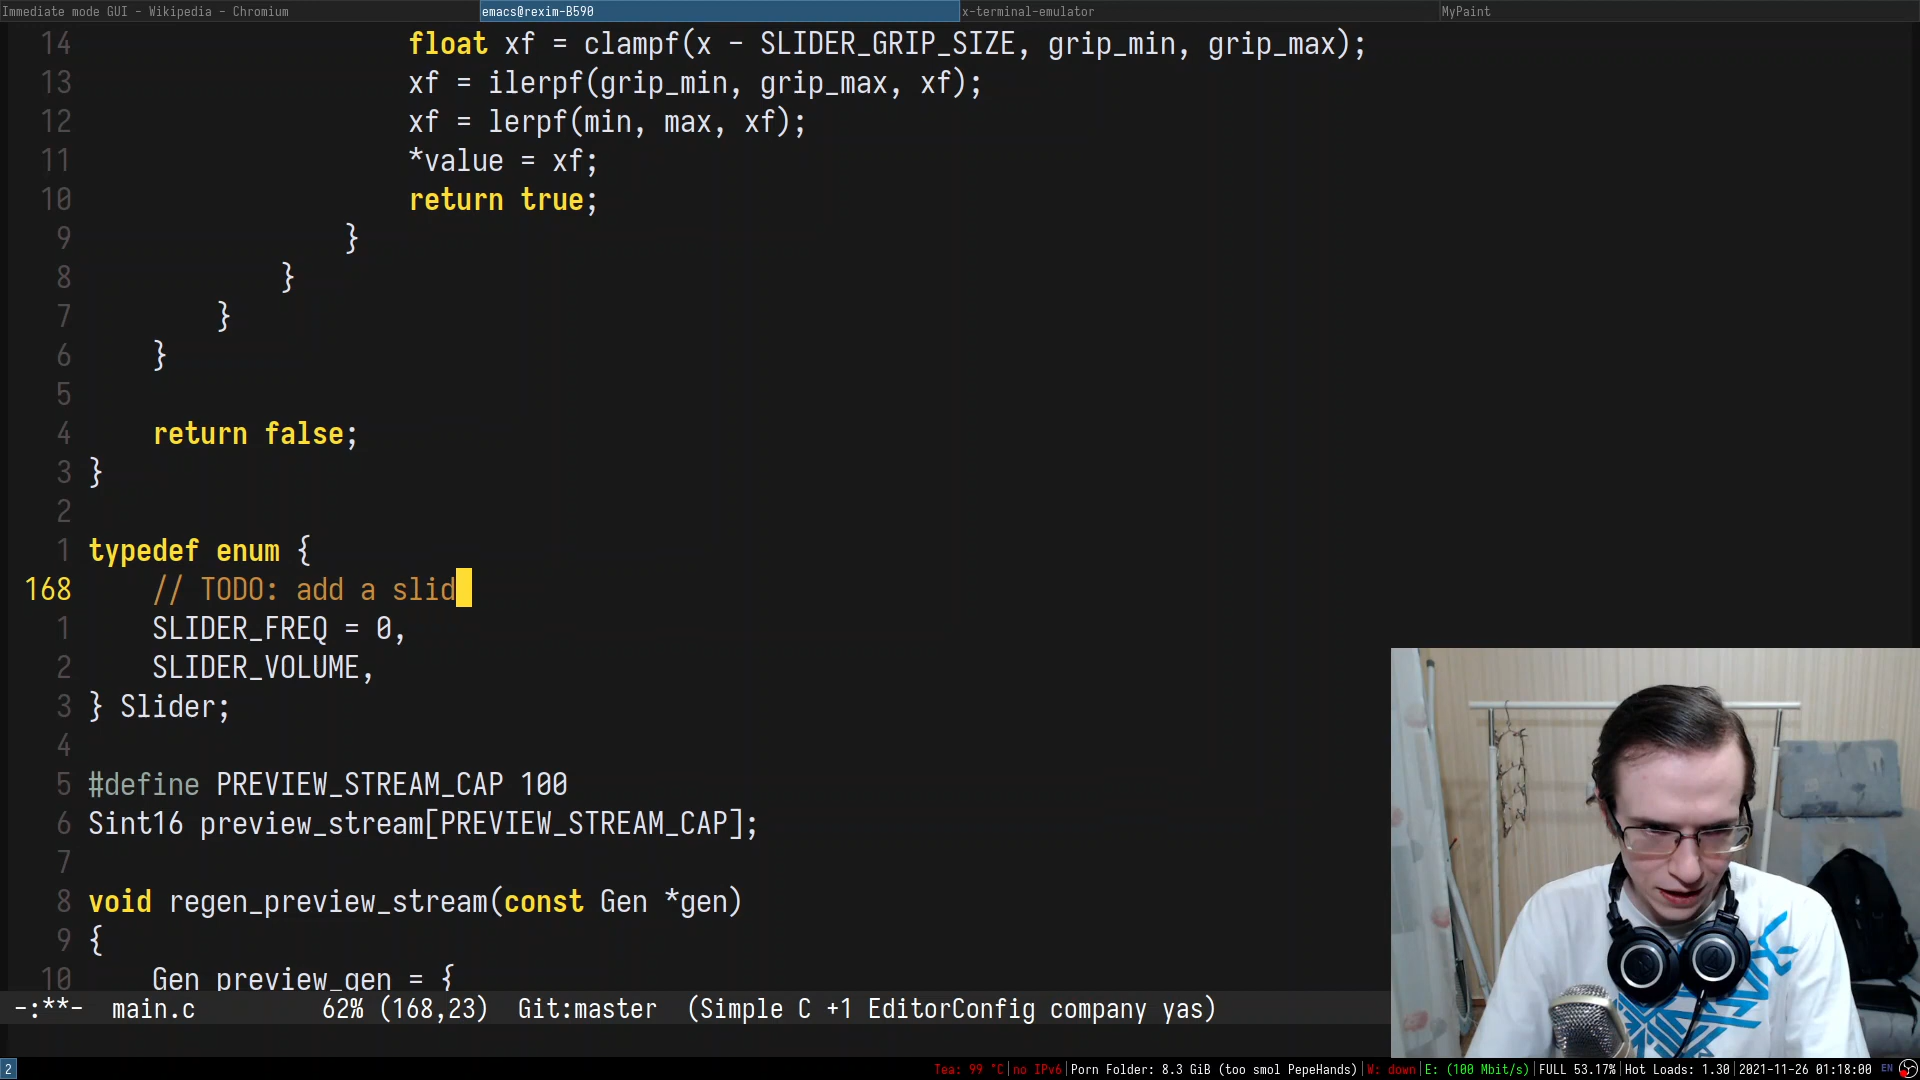 Immediate mode GUI - Wikipedia - Chromium
emacs@rexim-B590
x-terminal-emulator
MyPaint
14 float xf = clampf(x - SLIDER_GRIP_SIZE, grip_min, grip_max);
13 xf = ilerpf(grip_min, grip_max, xf);
12 xf = lerpf(min, max, xf);
11 *value = xf;
10 return true;
9 }
8 }
7 }
6 }
5
4 return false;
3 }
2
1 typedef enum {
168 // TODO: add a slid
1 SLIDER_FREQ = 0,
2 SLIDER_VOLUME,
3 } Slider;
4
5 #define PREVIEW_STREAM_CAP 100
6 Sint16 preview_stream[PREVIEW_STREAM_CAP];
7
8 void regen_preview_stream(const Gen *gen)
9 {
10 Gen preview_gen = {
-:**- main.c 62% (168,23) Git:master (Simple C +1 EditorConfig company yas)
2
Tea: 99 °C|no IPv6|Porn Folder: 8.3 GiB (too smol PepeHands)|W: down|E: (100 Mbit/s)|FULL 53.17%|Hot Loads: 1.30|2021-11-26 01:18:00 EN